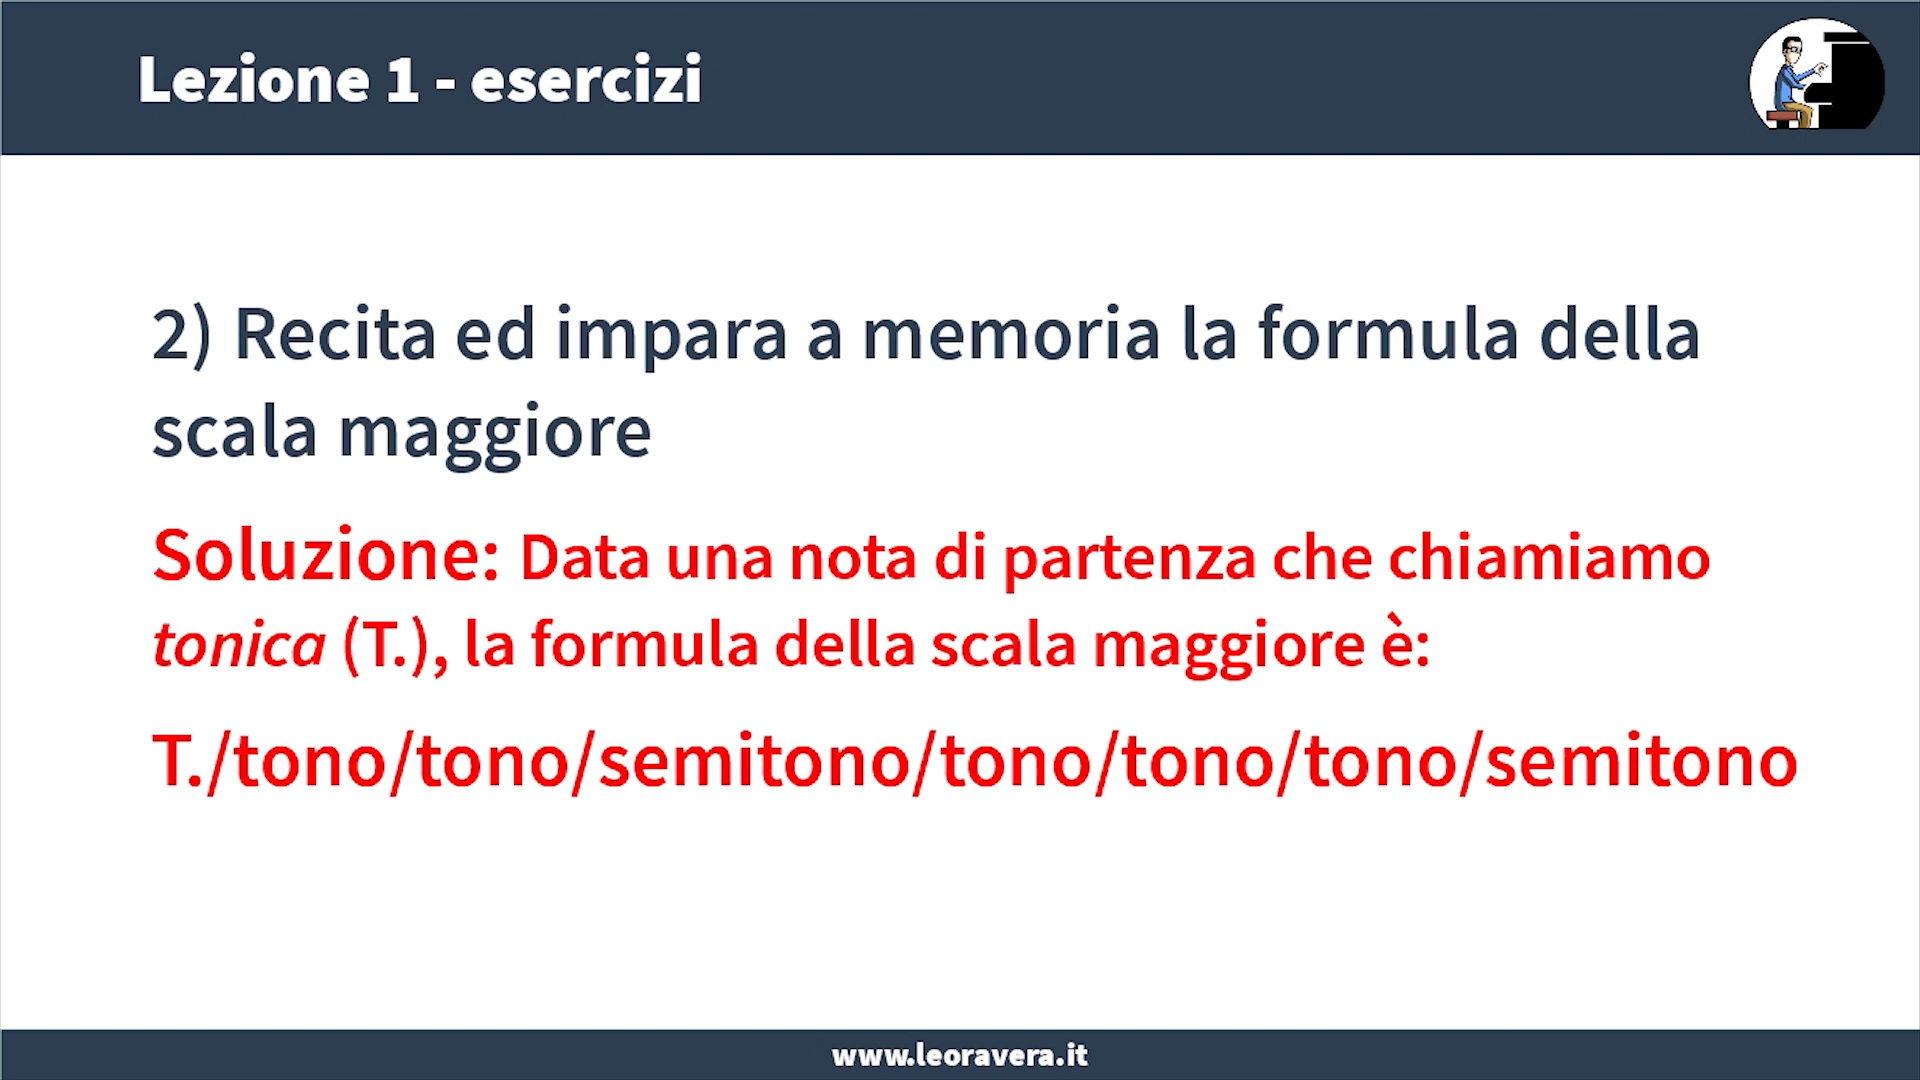 Lezione 1 - esercizi
2) Recita ed impara a memoria la formula della
scala maggiore
Soluzione: Data una nota di partenza che chiamiamo
tonica (T.), la formula della scala maggiore è:
T./tono/tono/semitono/tono/tono/tono/semitono
www.leoravera.it